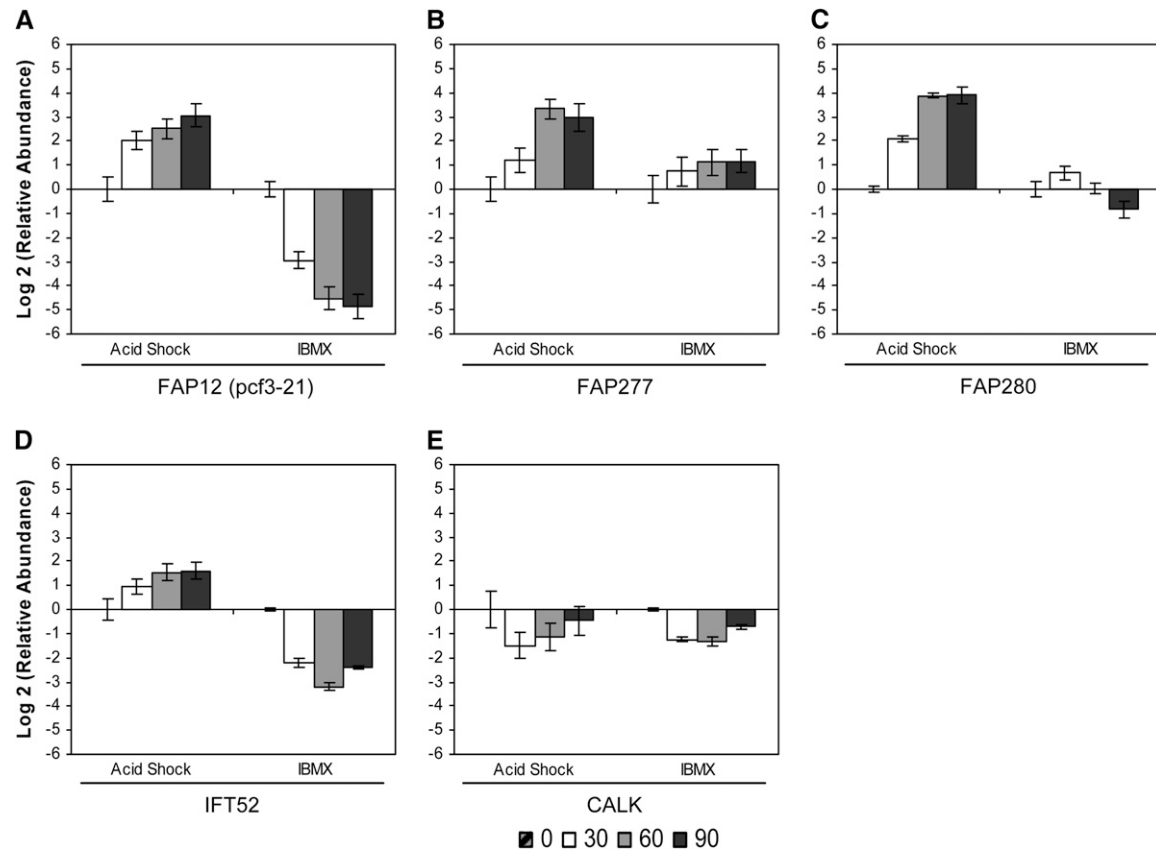 A
B
C
Log 2 (Relative Abundance)
6 6 6
5 5 5
4 4 4
3 3 3
2 2 2
1 1 1
0 0 0
-1 -1 -1
-2 -2 -2
-3 -3 -3
-4 -4 -4
-5 -5 -5
-6 -6 -6
Acid Shock IBMX Acid Shock IBMX Acid Shock IBMX
FAP12 (pcf3-21) FAP277 FAP280
D
E
Log 2 (Relative Abundance)
6 6
5 5
4 4
3 3
2 2
1 1
0 0
-1 -1
-2 -2
-3 -3
-4 -4
-5 -5
-6 -6
Acid Shock IBMX Acid Shock IBMX
IFT52 CALK
0 30 60 90